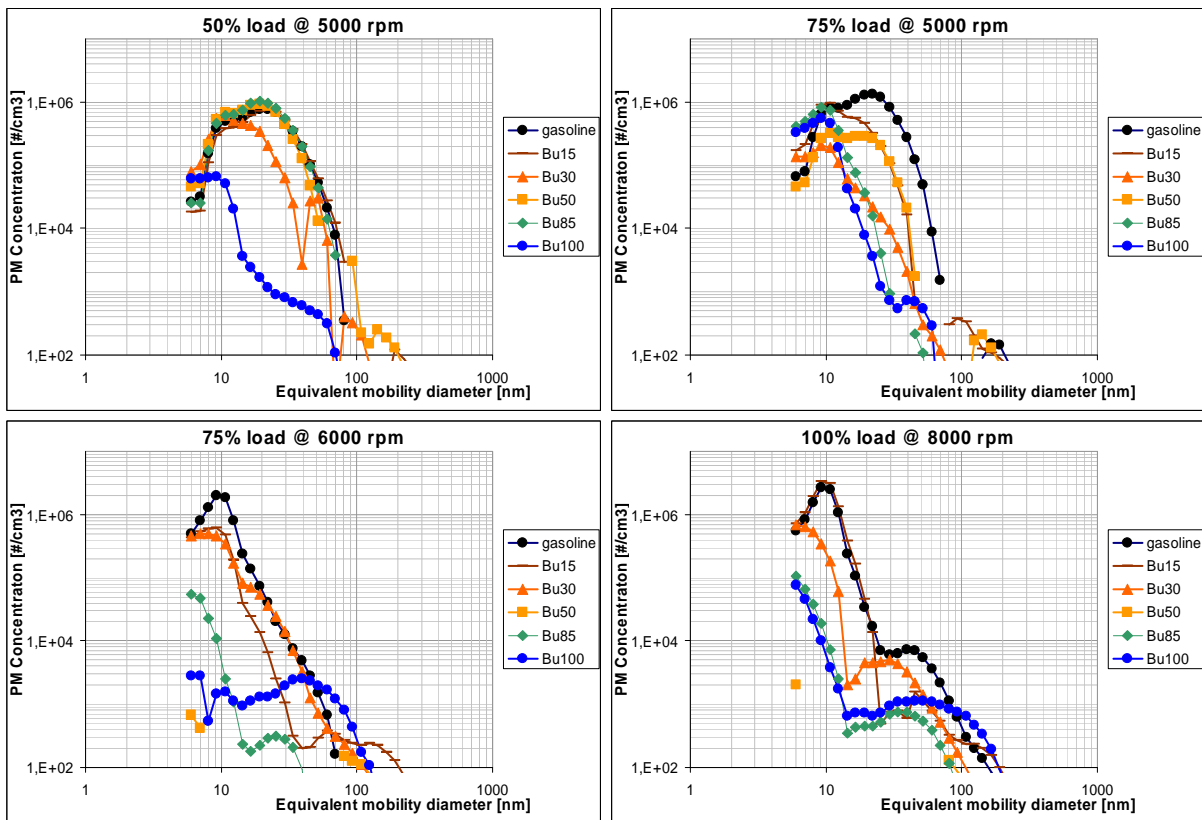 50% load @ 5000 rpm
PM Concentraton [#/cm3]
1,E+06
1,E+04
1,E+02
1 10 100 1000
Equivalent mobility diameter [nm]
gasoline
Bu15
Bu30
Bu50
Bu85
Bu100
75% load @ 5000 rpm
PM Concentraton [#/cm3]
1,E+06
1,E+04
1,E+02
1 10 100 1000
Equivalent mobility diameter [nm]
gasoline
Bu15
Bu30
Bu50
Bu85
Bu100
75% load @ 6000 rpm
PM Concentraton [#/cm3]
1,E+06
1,E+04
1,E+02
1 10 100 1000
Equivalent mobility diameter [nm]
gasoline
Bu15
Bu30
Bu50
Bu85
Bu100
100% load @ 8000 rpm
PM Concentraton [#/cm3]
1,E+06
1,E+04
1,E+02
1 10 100 1000
Equivalent mobility diameter [nm]
gasoline
Bu15
Bu30
Bu50
Bu85
Bu100